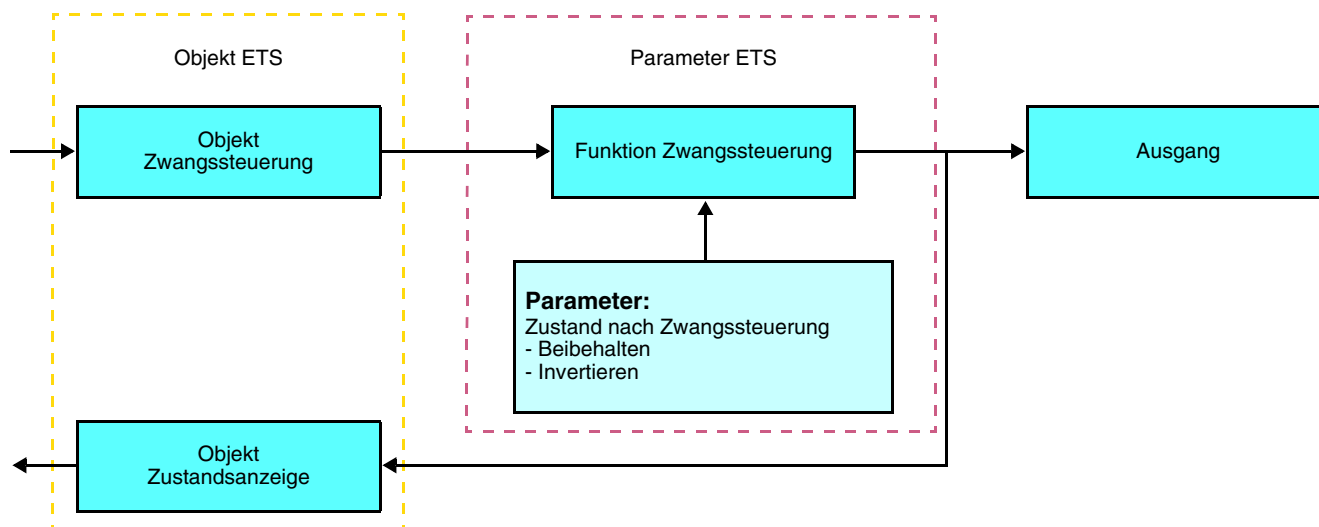 Objekt ETS
Parameter ETS
Objekt
Zwangssteuerung
Funktion Zwangssteuerung
Ausgang
Parameter:
Zustand nach Zwangssteuerung
- Beibehalten
- Invertieren
Objekt
Zustandsanzeige